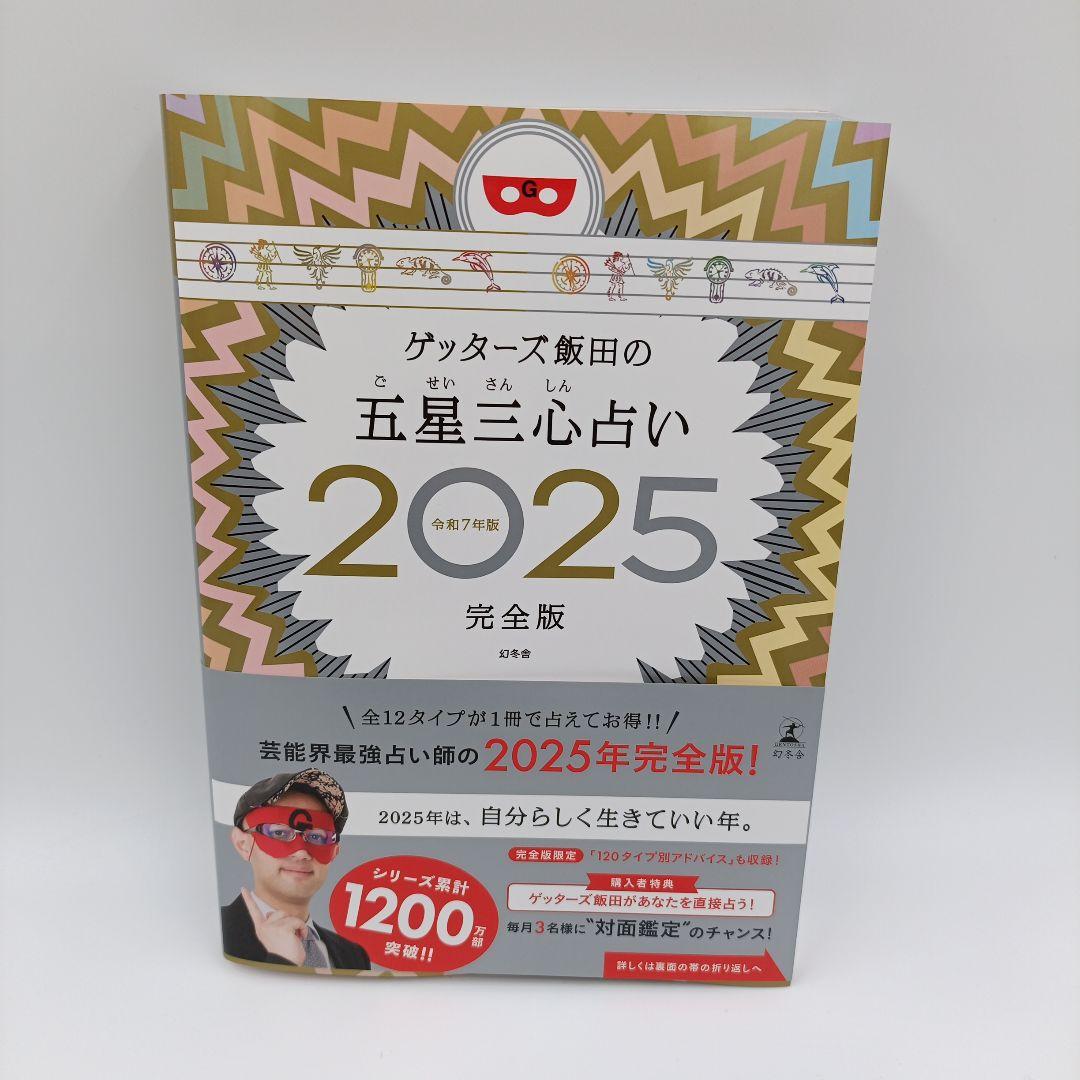 G
ゲッターズ飯田の
ご せい さん しん
五星三心占い
2025
令和7年版
完全版
幻冬舎
\ 全12タイプが1冊で占えてお得!! /
芸能界最強占い師の2025年完全版!
GENTOSHA
幻冬舎
2025年は、自分らしく生きていい年。
G
シリーズ累計
1200万部
突破!!
完全版限定 「120タイプ別アドバイス」も収録!
購入者特典
ゲッターズ飯田があなたを直接占う!
毎月3名様に"対面鑑定"のチャンス!
詳しくは裏面の帯の折り返しへ